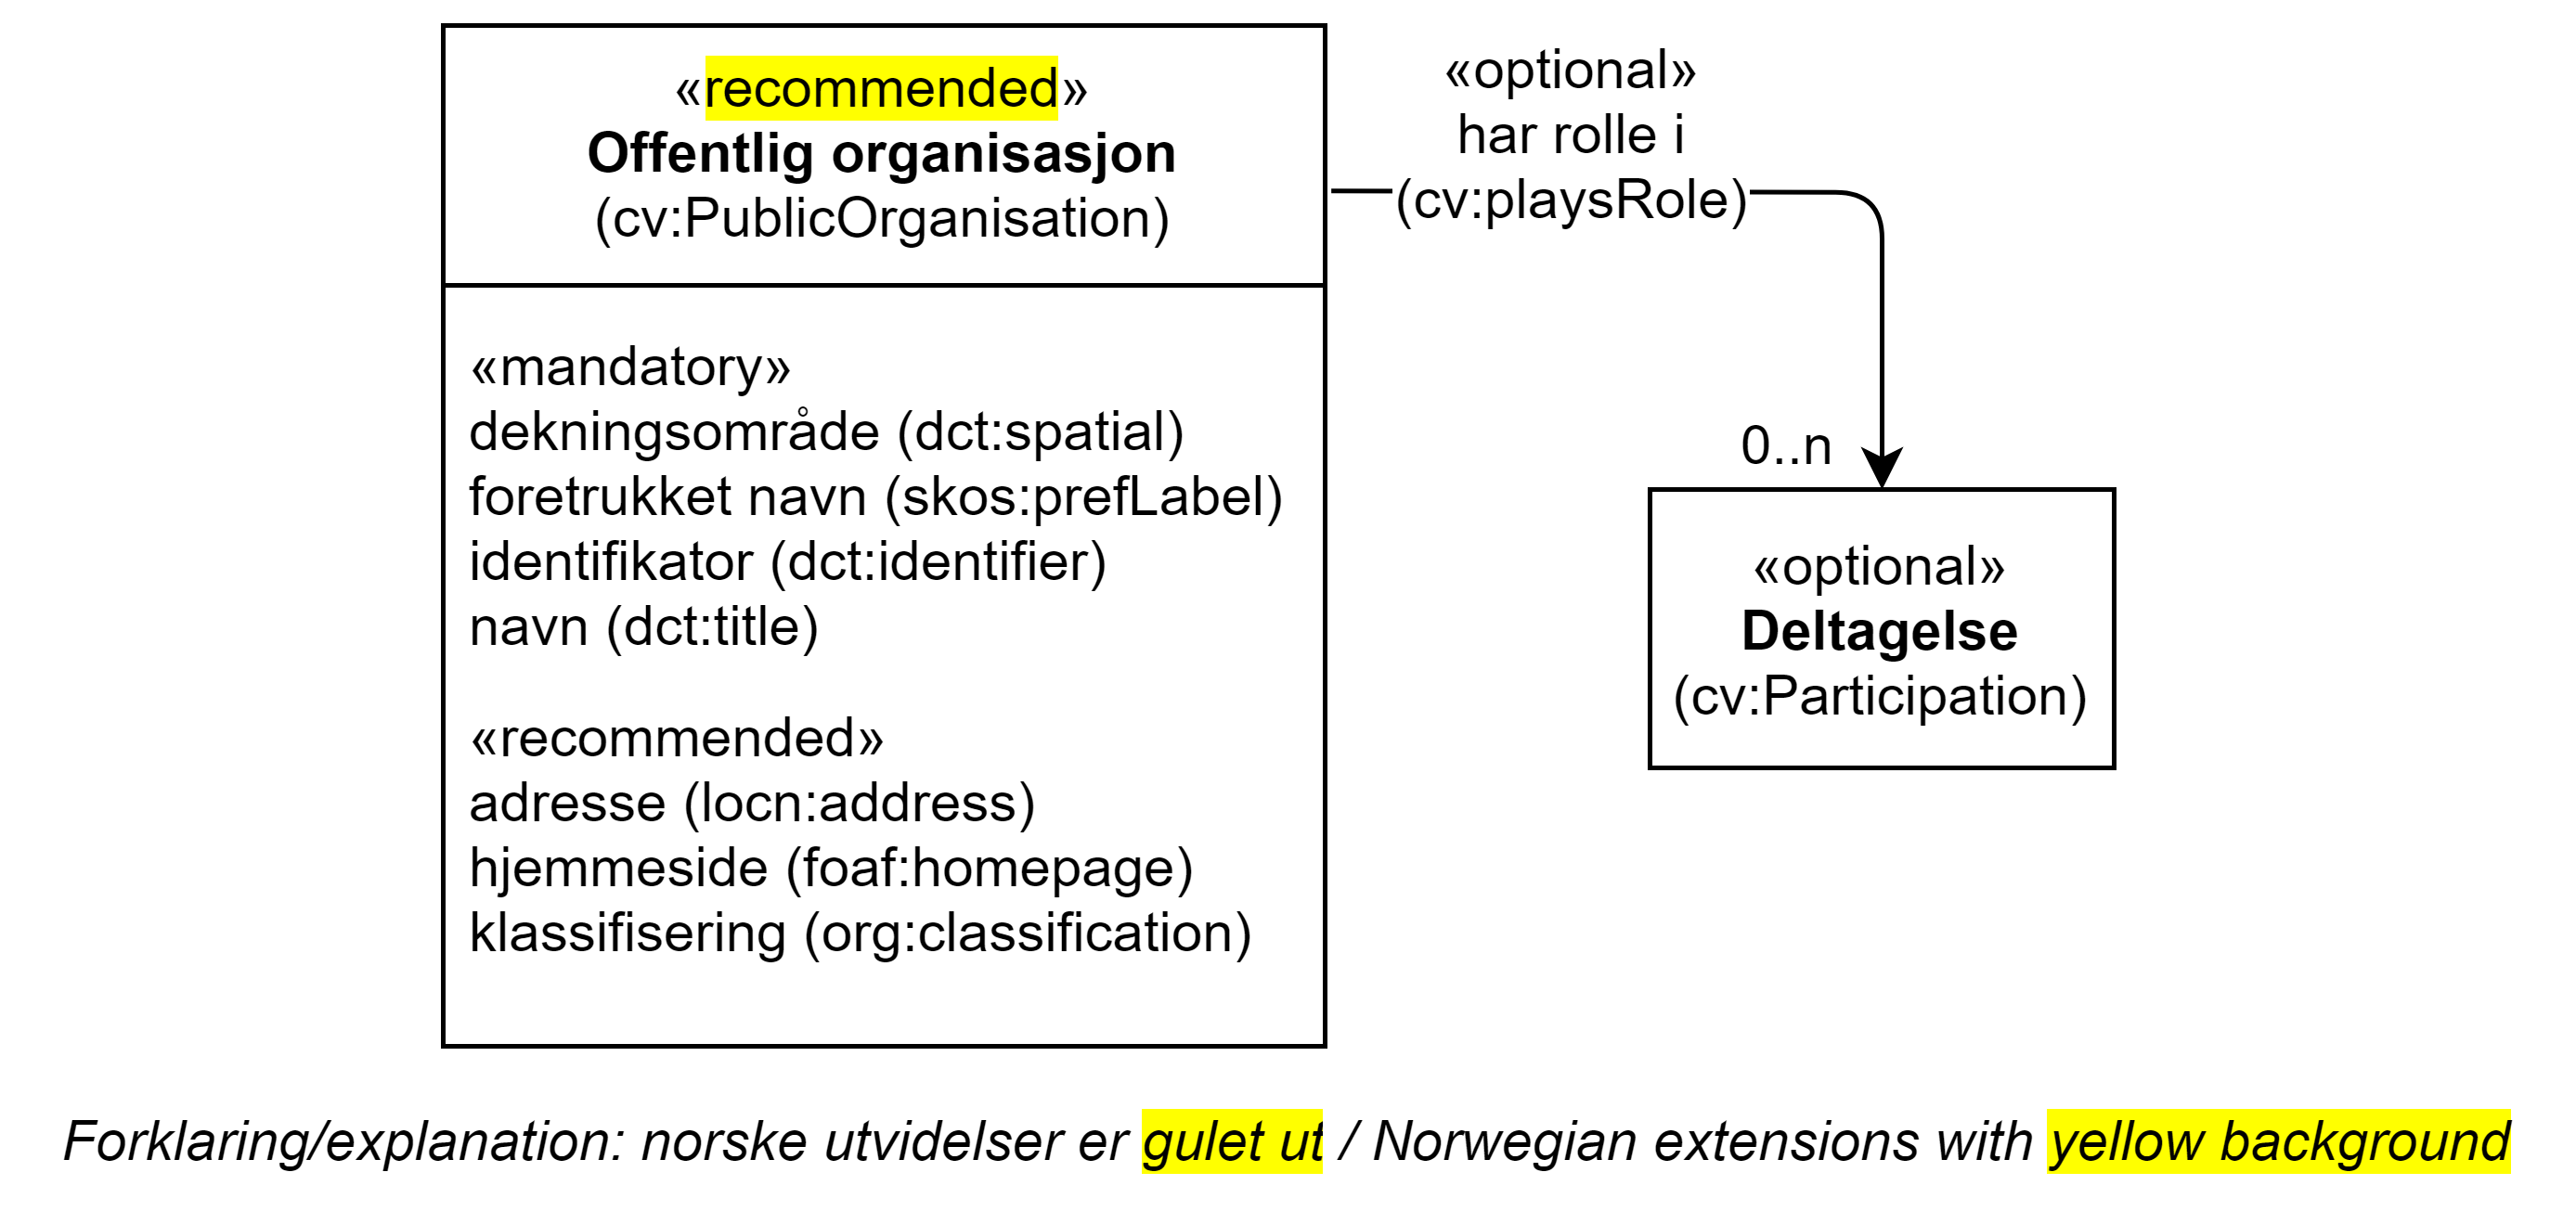 «recommended»
Offentlig organisasjon
(cv:PublicOrganisation)
«mandatory»
dekningsområde (dct:spatial)
foretrukket navn (skos:prefLabel)
identifikator (dct:identifier)
navn (dct:title)
«recommended»
adresse (locn:address)
hjemmeside (foaf:homepage)
klassifisering (org:classification)
«optional»
har rolle i
(cv:playsRole)
0..n
«optional»
Deltagelse
(cv:Participation)
Forklaring/explanation: norske utvidelser er gulet ut / Norwegian extensions with yellow background